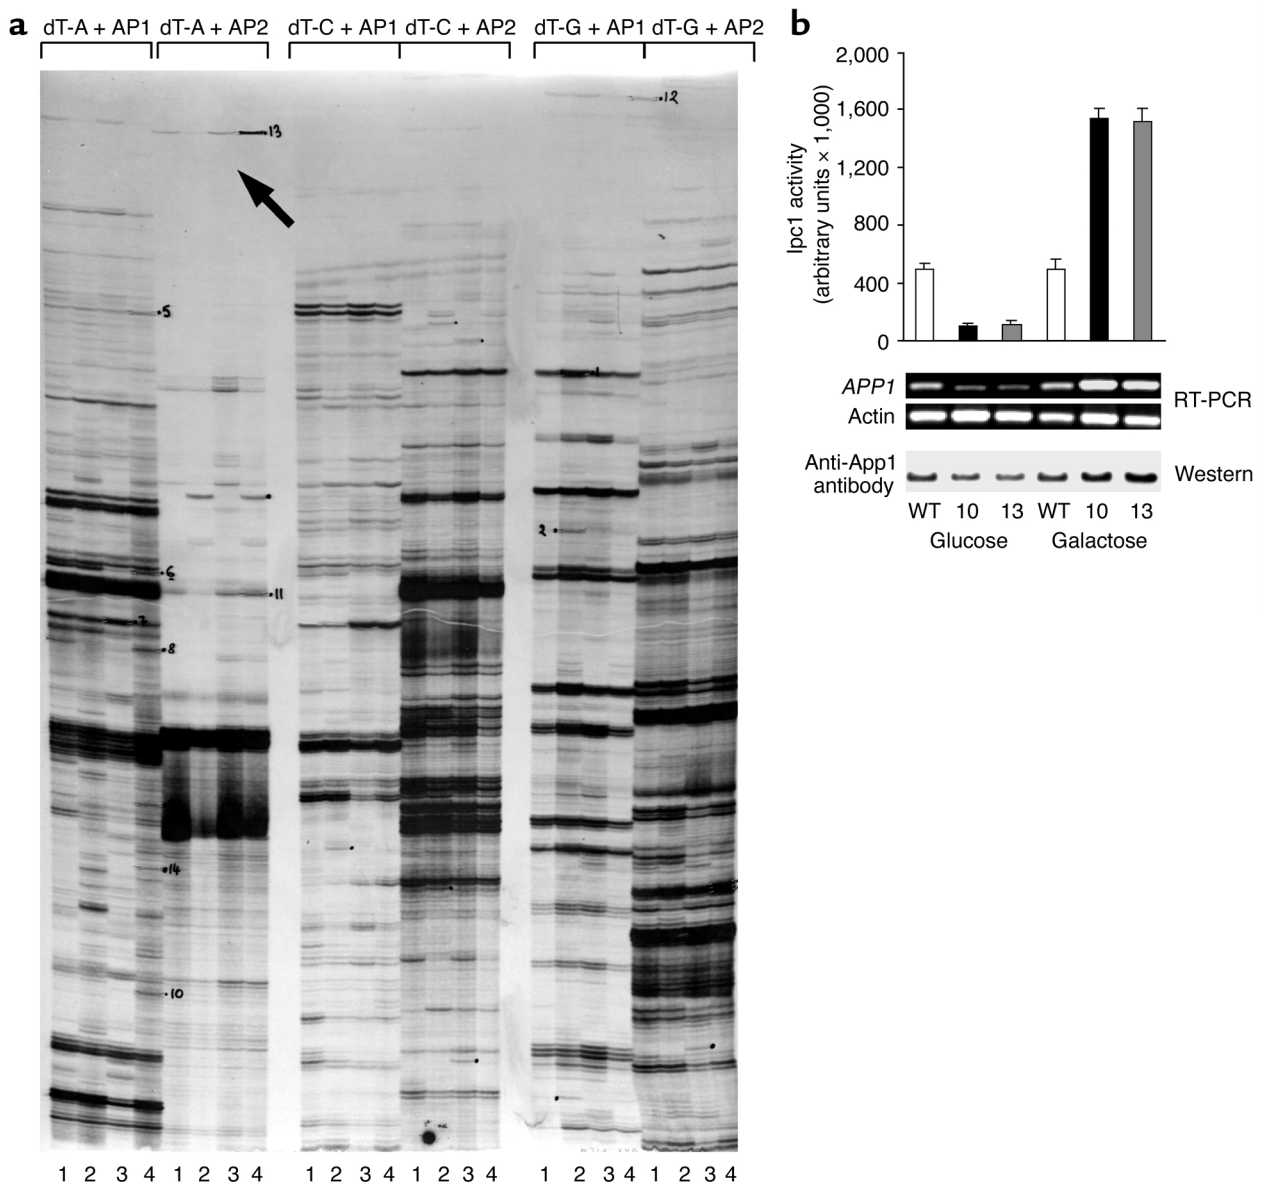 a
dT-A + AP1 dT-A + AP2 dT-C + AP1 dT-C + AP2 dT-G + AP1 dT-G + AP2
12
13
5
1
2
6
11
7
8
14
10
1 2 3 4 1 2 3 4 1 2 3 4 1 2 3 4 1 2 3 4 1 2 3 4
b
Ipc1 activity
(arbitrary units × 1,000)
2,000
1,600
1,200
800
400
0
APP1
Actin
RT-PCR
Anti-App1
antibody
Western
WT 10 13 WT 10 13
Glucose Galactose